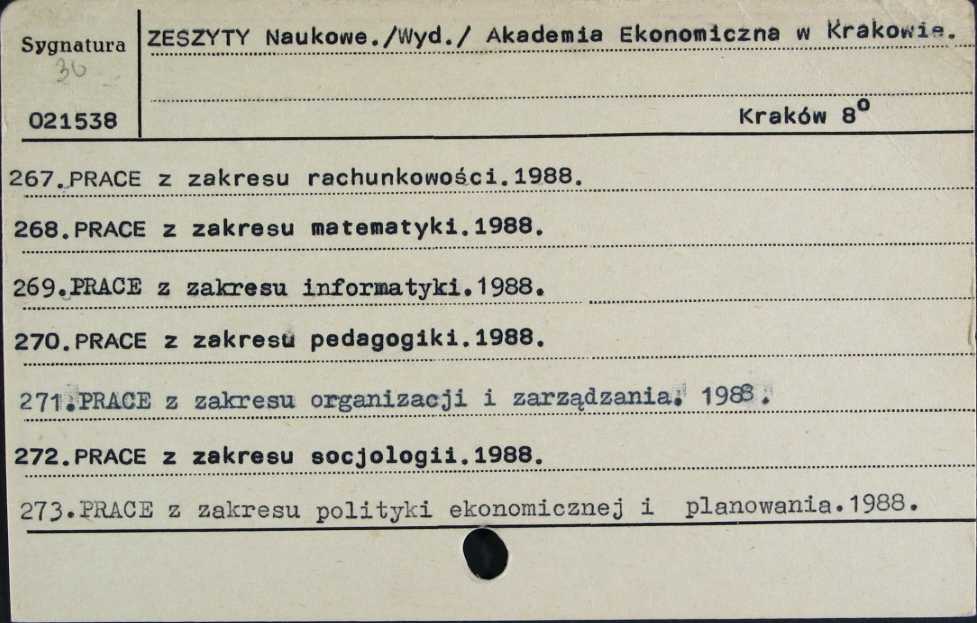 ZESZYTY Naukowe./Wyd./ Akademia Ekonomiczna w Krakowie.
Sygnatura
30
021538
Kraków 8º
267.PRACE z zakresu rachunkowości.1988.
268.PRACE z zakresu matematyki.1988.
269.PRACE z zakresu informatyki.1988.
270.PRACE z zakresu pedagogiki.1988.
271.PRACE z zakresu organizacji i zarządzania. 1988.
272.PRACE z zakresu socjologii.1988.
273.PRACE z zakresu polityki ekonomicznej i planowania.1988.